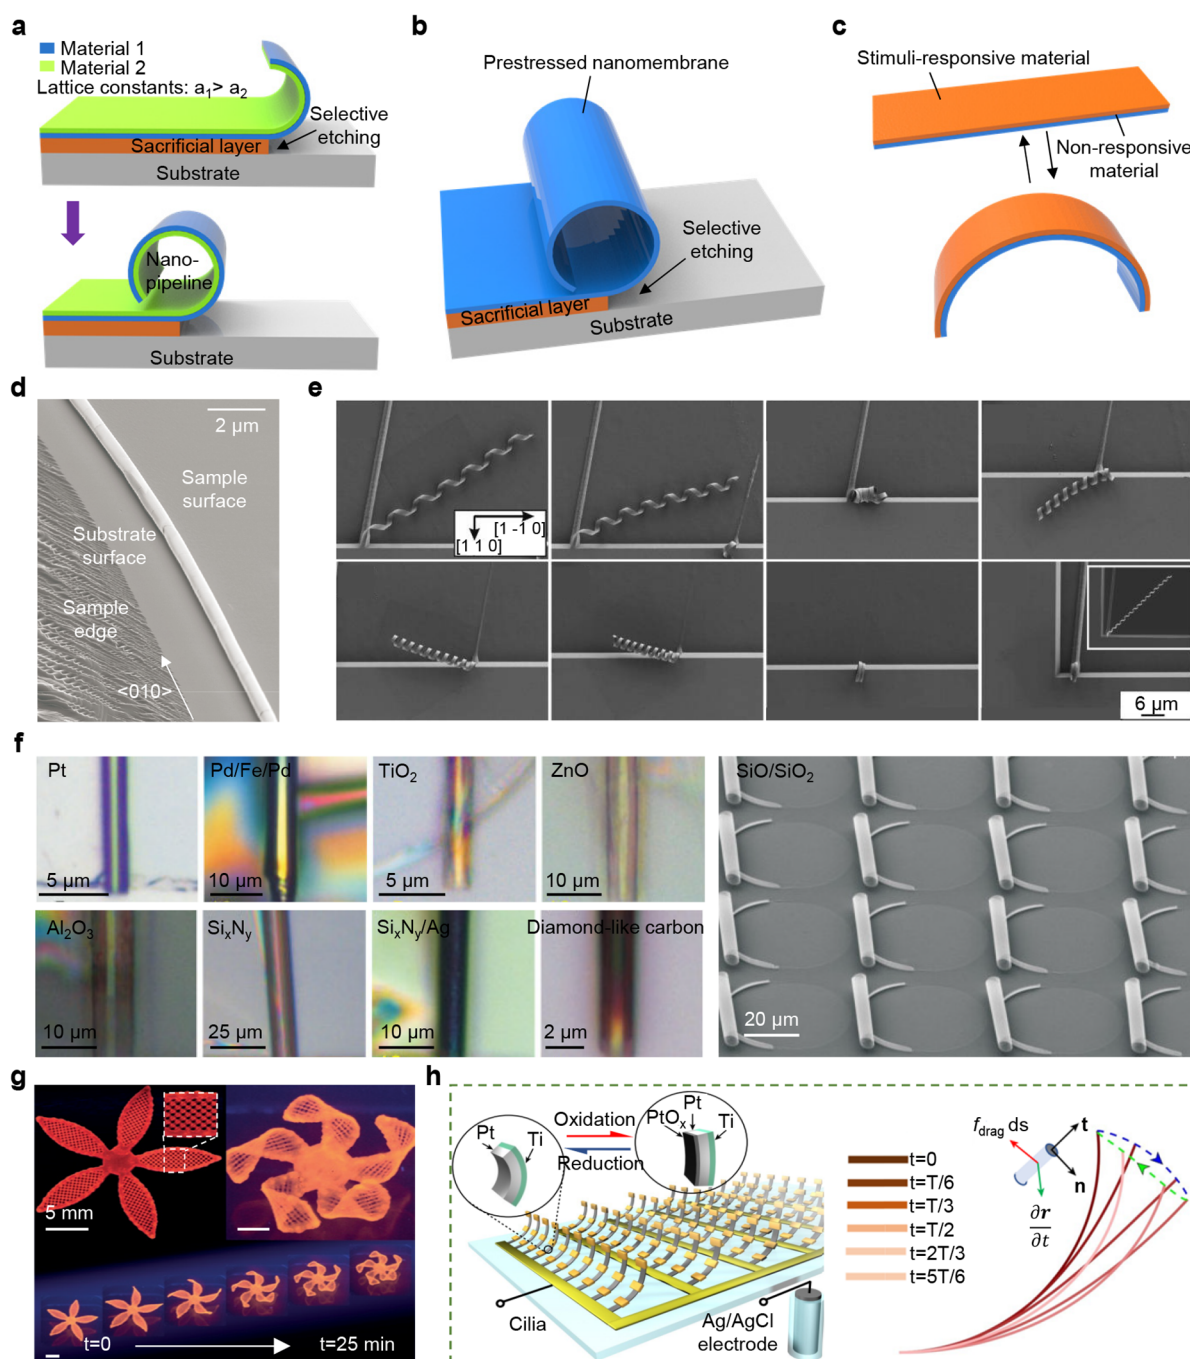 a
Material 1
Material 2
Lattice constants: a1> a2
Selective
etching
Sacrificial layer
Substrate
Nano-
pipeline
Substrate
b
Prestressed nanomembrane
Selective
etching
Sacrificial layer
Substrate
c
Stimuli-responsive material
Non-responsive
material
d
2 μm
Sample
surface
Substrate
surface
Sample
edge
<010>
e
[1 -1 0]
[1 1 0]
6 μm
f
Pt
5 μm
Pd/Fe/Pd
10 μm
TiO2
5 μm
ZnO
10 μm
Al2O3
10 μm
SixNy
25 μm
SixNy/Ag
10 μm
Diamond-like carbon
2 μm
SiO/SiO2
20 μm
g
5 mm
t=0
t=25 min
h
Pt
Ti
Oxidation
Reduction
Pt
PtOx
Ti
Cilia
Ag/AgCl
electrode
t=0
t=T/6
t=T/3
t=T/2
t=2T/3
t=5T/6
fdrag ds
t
n
∂r
∂t